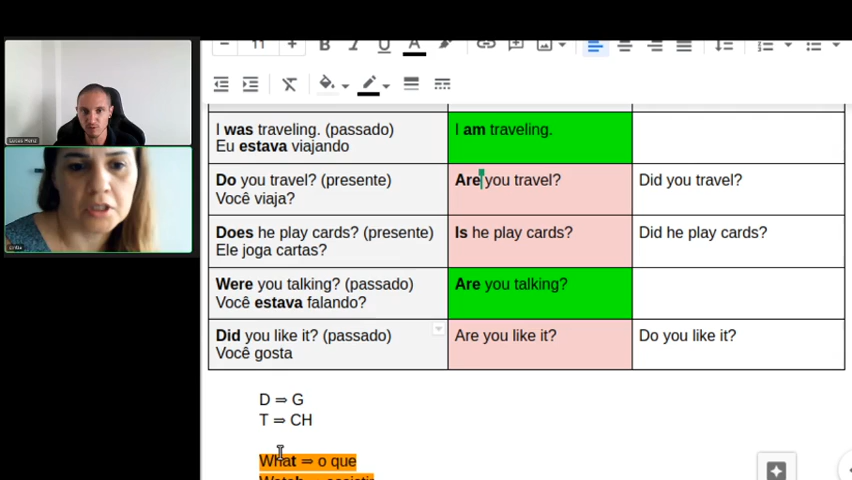 11
B I U A
I was traveling. (passado)
Eu estava viajando
I am traveling.
Do you travel? (presente)
Você viaja?
Are you travel?
Did you travel?
Does he play cards? (presente)
Ele joga cartas?
Is he play cards?
Did he play cards?
Were you talking? (passado)
Você estava falando?
Are you talking?
Did you like it? (passado)
Você gosta
Are you like it?
Do you like it?
D ⇒ G
T ⇒ CH
What ⇒ o que
Watch ⇒ assistir